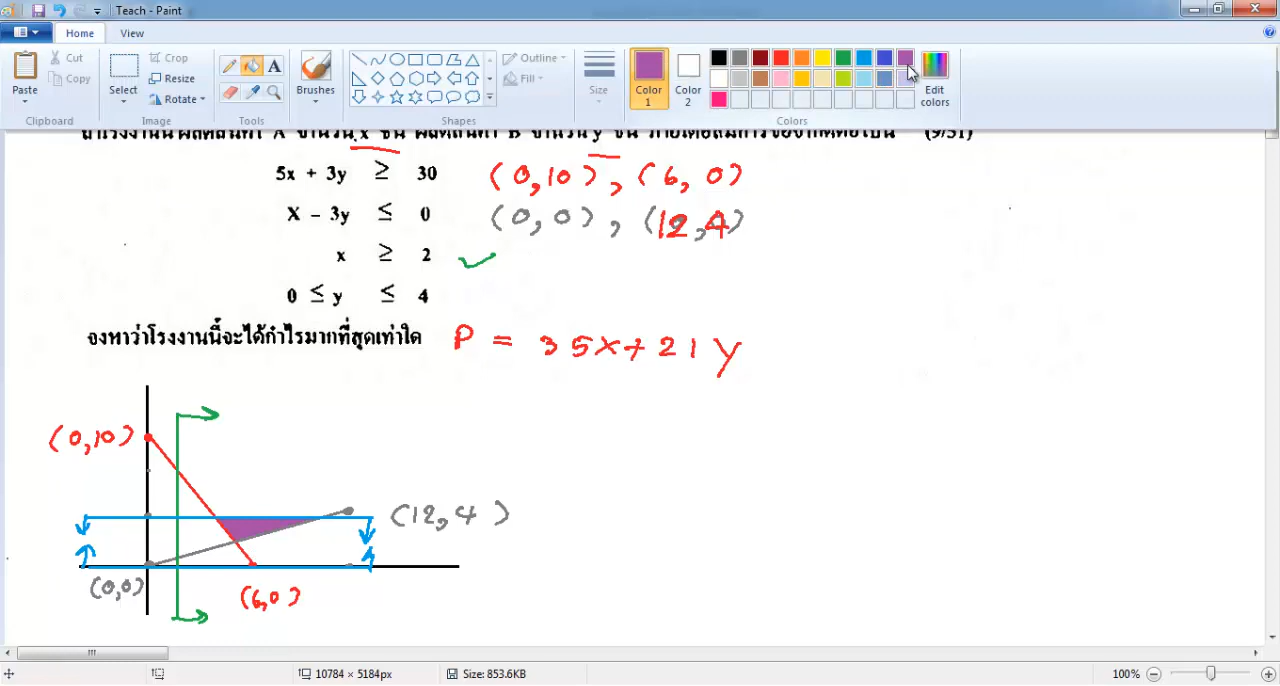 Teach - Paint
Home View
Paste Cut Copy Clipboard
Select Crop Resize Rotate Image
Tools
Brushes
Shapes Outline Fill
Size
Color 1 Color 2 Edit colors Colors
5x + 3y ≥ 30 (0,10), (6,0)
X − 3y ≤ 0 (0,0), (12,4)
x ≥ 2 ✓
0 ≤ y ≤ 4
จงหาว่าโรงงานนี้จะได้กำไรมากที่สุดเท่าใด P = 35x+21y
(0,10)
(12,4)
(0,0)
(6,0)
10784 × 5184px Size: 853.6KB 100%